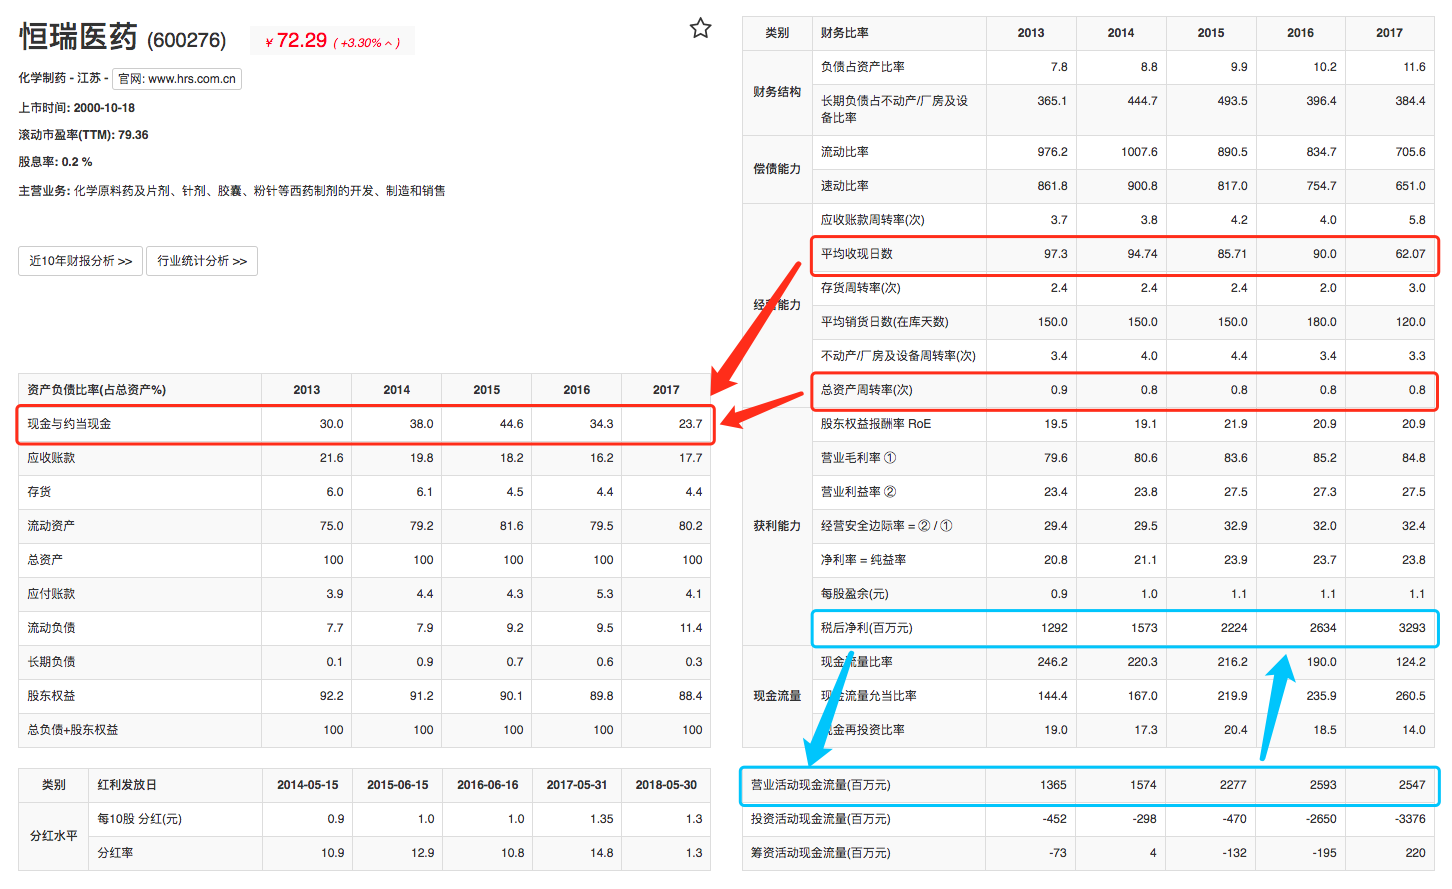 恒瑞医药 (600276) ￥72.29 ( +3.30% ^ )
化学制药 - 江苏 - 官网: www.hrs.com.cn
上市时间: 2000-10-18
滚动市盈率(TTM): 79.36
股息率: 0.2 %
主营业务: 化学原料药及片剂、针剂、胶囊、粉针等西药制剂的开发、制造和销售
近10年财报分析 >> 行业统计分析 >>
资产负债比率(占总资产%) 2013 2014 2015 2016 2017
现金与约当现金 30.0 38.0 44.6 34.3 23.7
应收账款 21.6 19.8 18.2 16.2 17.7
存货 6.0 6.1 4.5 4.4 4.4
流动资产 75.0 79.2 81.6 79.5 80.2
总资产 100 100 100 100 100
应付账款 3.9 4.4 4.3 5.3 4.1
流动负债 7.7 7.9 9.2 9.5 11.4
长期负债 0.1 0.9 0.7 0.6 0.3
股东权益 92.2 91.2 90.1 89.8 88.4
总负债+股东权益 100 100 100 100 100
类别 红利发放日 2014-05-15 2015-06-15 2016-06-16 2017-05-31 2018-05-30
分红水平
每10股 分红(元) 0.9 1.0 1.0 1.35 1.3
分红率 10.9 12.9 10.8 14.8 1.3
类别 财务比率 2013 2014 2015 2016 2017
财务结构
负债占资产比率 7.8 8.8 9.9 10.2 11.6
长期负债占不动产/厂房及设
备比率 365.1 444.7 493.5 396.4 384.4
偿债能力
流动比率 976.2 1007.6 890.5 834.7 705.6
速动比率 861.8 900.8 817.0 754.7 651.0
经营能力
应收账款周转率(次) 3.7 3.8 4.2 4.0 5.8
平均收现日数 97.3 94.74 85.71 90.0 62.07
存货周转率(次) 2.4 2.4 2.4 2.0 3.0
平均销货日数(在库天数) 150.0 150.0 150.0 180.0 120.0
不动产/厂房及设备周转率(次) 3.4 4.0 4.4 3.4 3.3
总资产周转率(次) 0.9 0.8 0.8 0.8 0.8
获利能力
股东权益报酬率 RoE 19.5 19.1 21.9 20.9 20.9
营业毛利率 ① 79.6 80.6 83.6 85.2 84.8
营业利益率 ② 23.4 23.8 27.5 27.3 27.5
经营安全边际率 = ② / ① 29.4 29.5 32.9 32.0 32.4
净利率 = 纯益率 20.8 21.1 23.9 23.7 23.8
每股盈余(元) 0.9 1.0 1.1 1.1 1.1
税后净利(百万元) 1292 1573 2224 2634 3293
现金流量
现金流量比率 246.2 220.3 216.2 190.0 124.2
现金流量允当比率 144.4 167.0 219.9 235.9 260.5
现金再投资比率 19.0 17.3 20.4 18.5 14.0
营业活动现金流量(百万元) 1365 1574 2277 2593 2547
投资活动现金流量(百万元) -452 -298 -470 -2650 -3376
筹资活动现金流量(百万元) -73 4 -132 -195 220